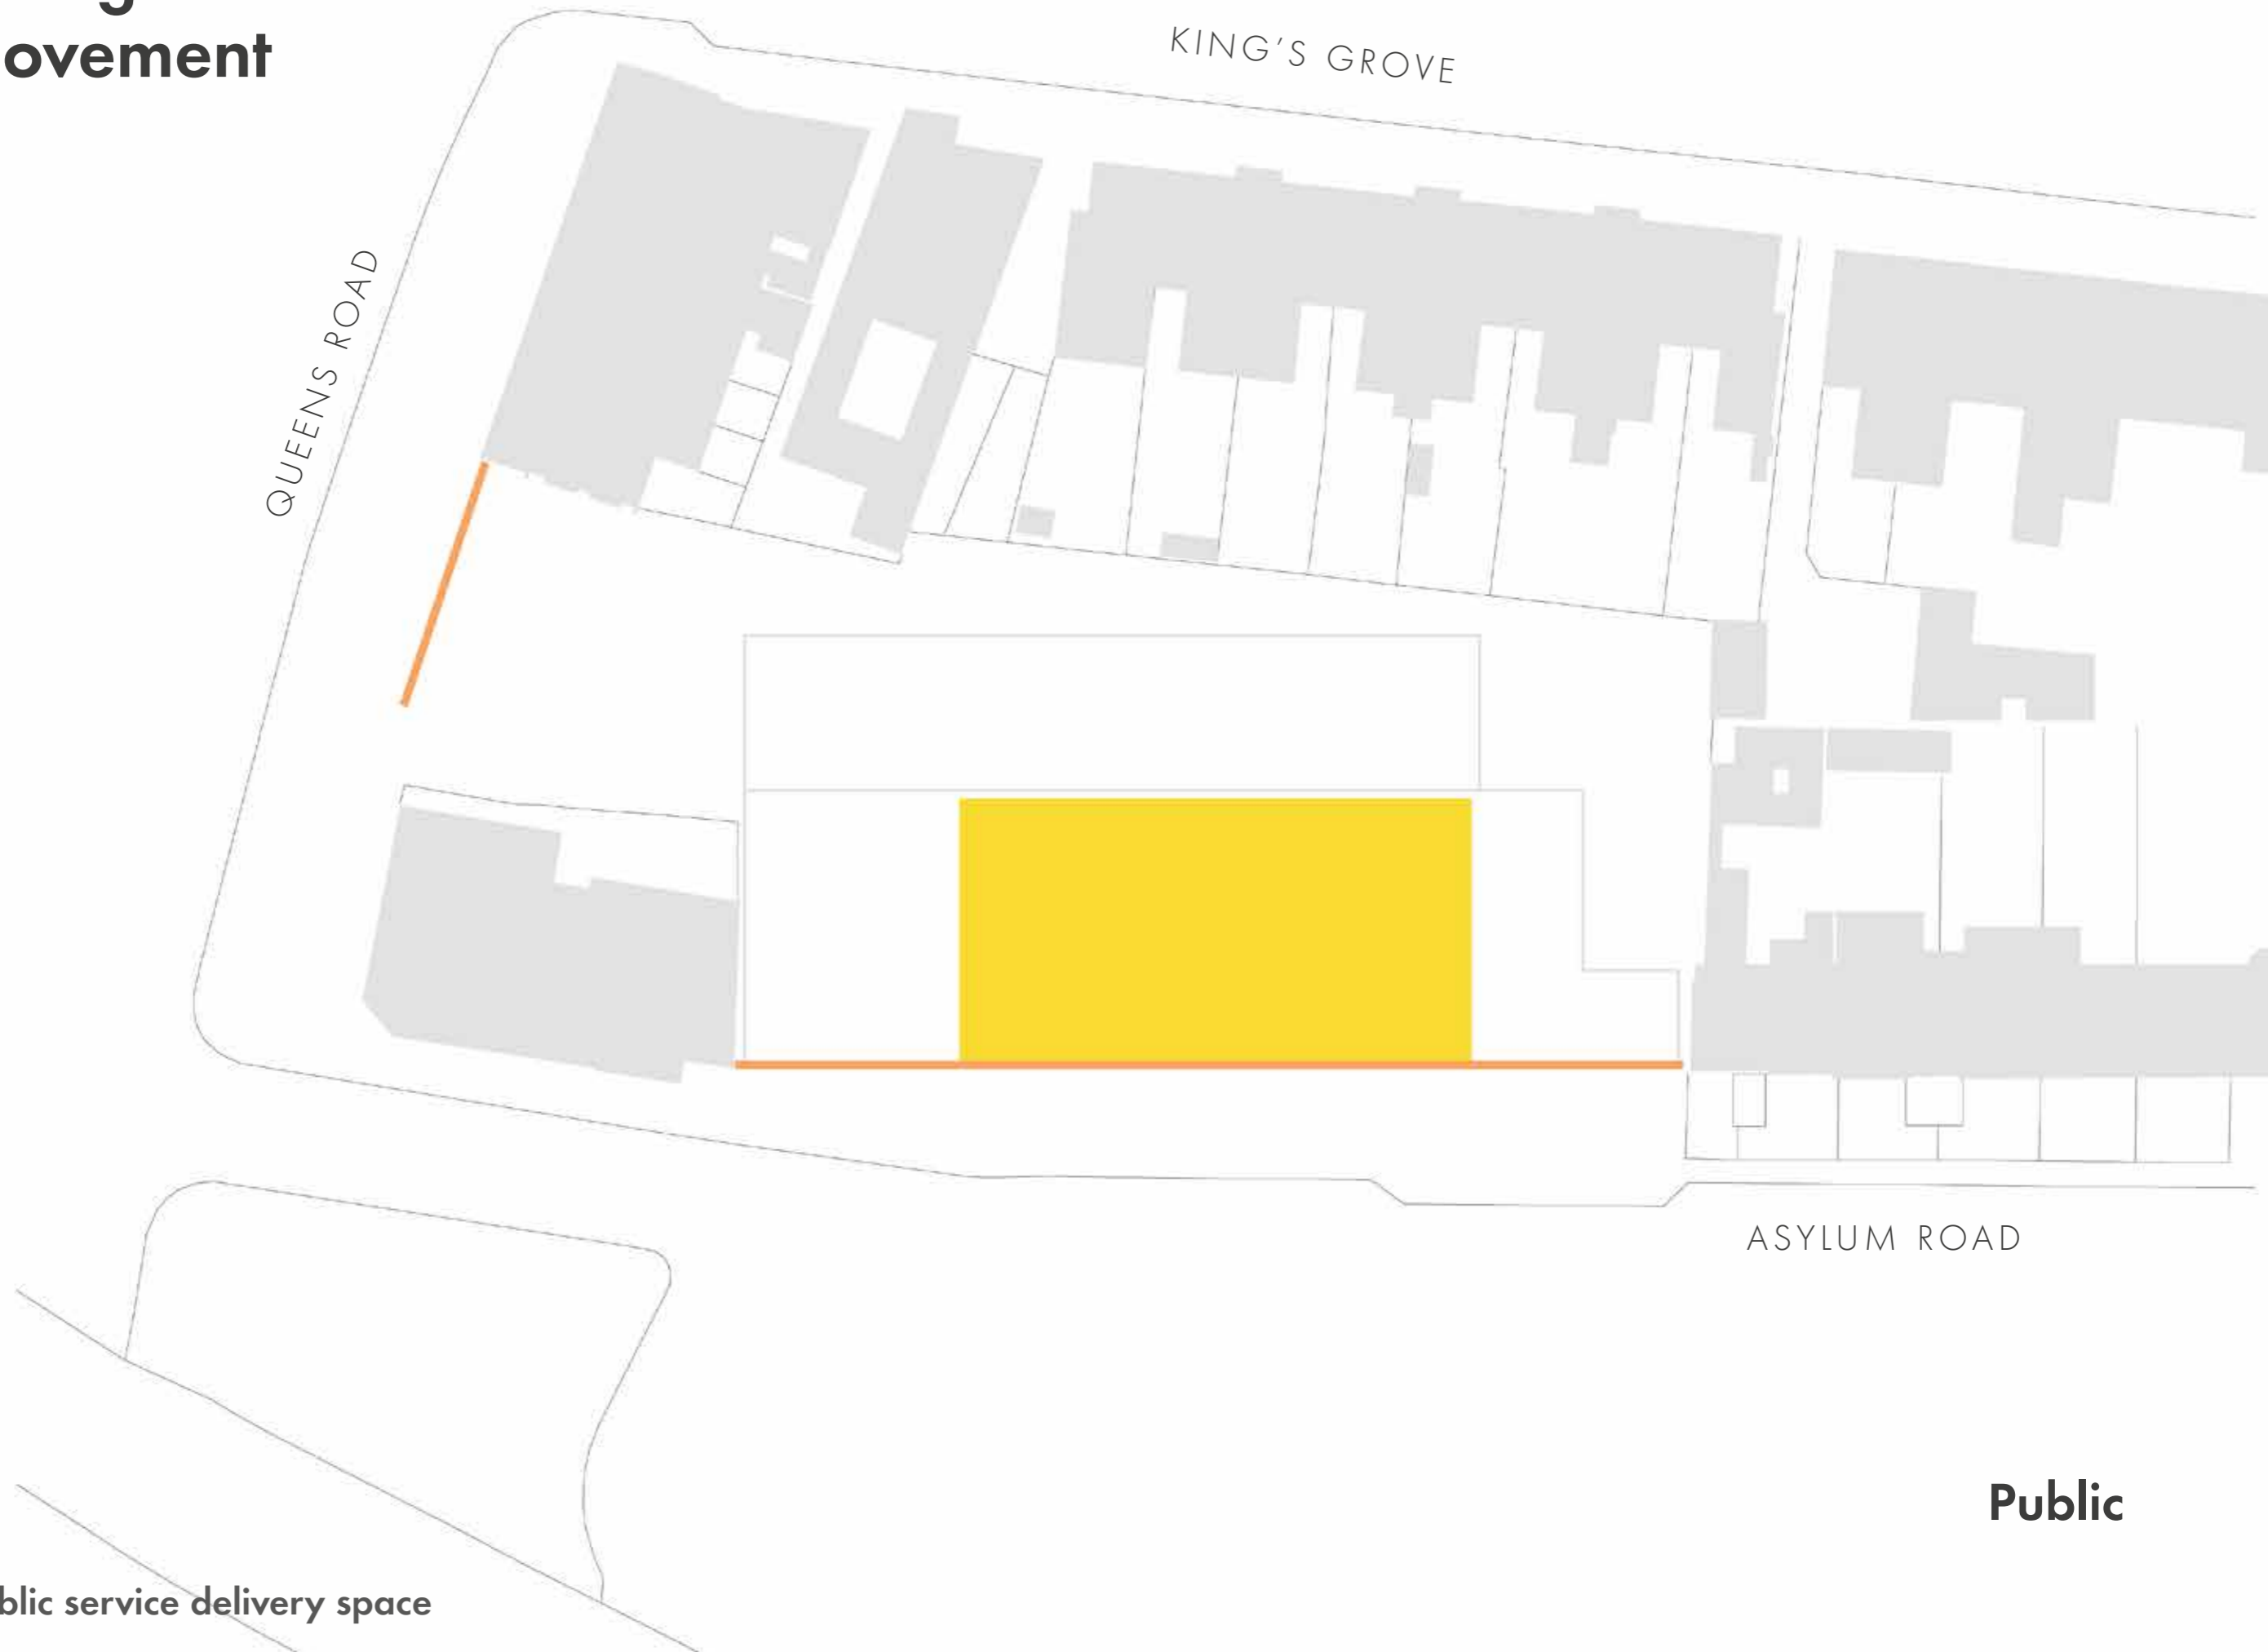 ovement
KING'S GROVE
QUEENS ROAD
ASYLUM ROAD
Public
blic service delivery space